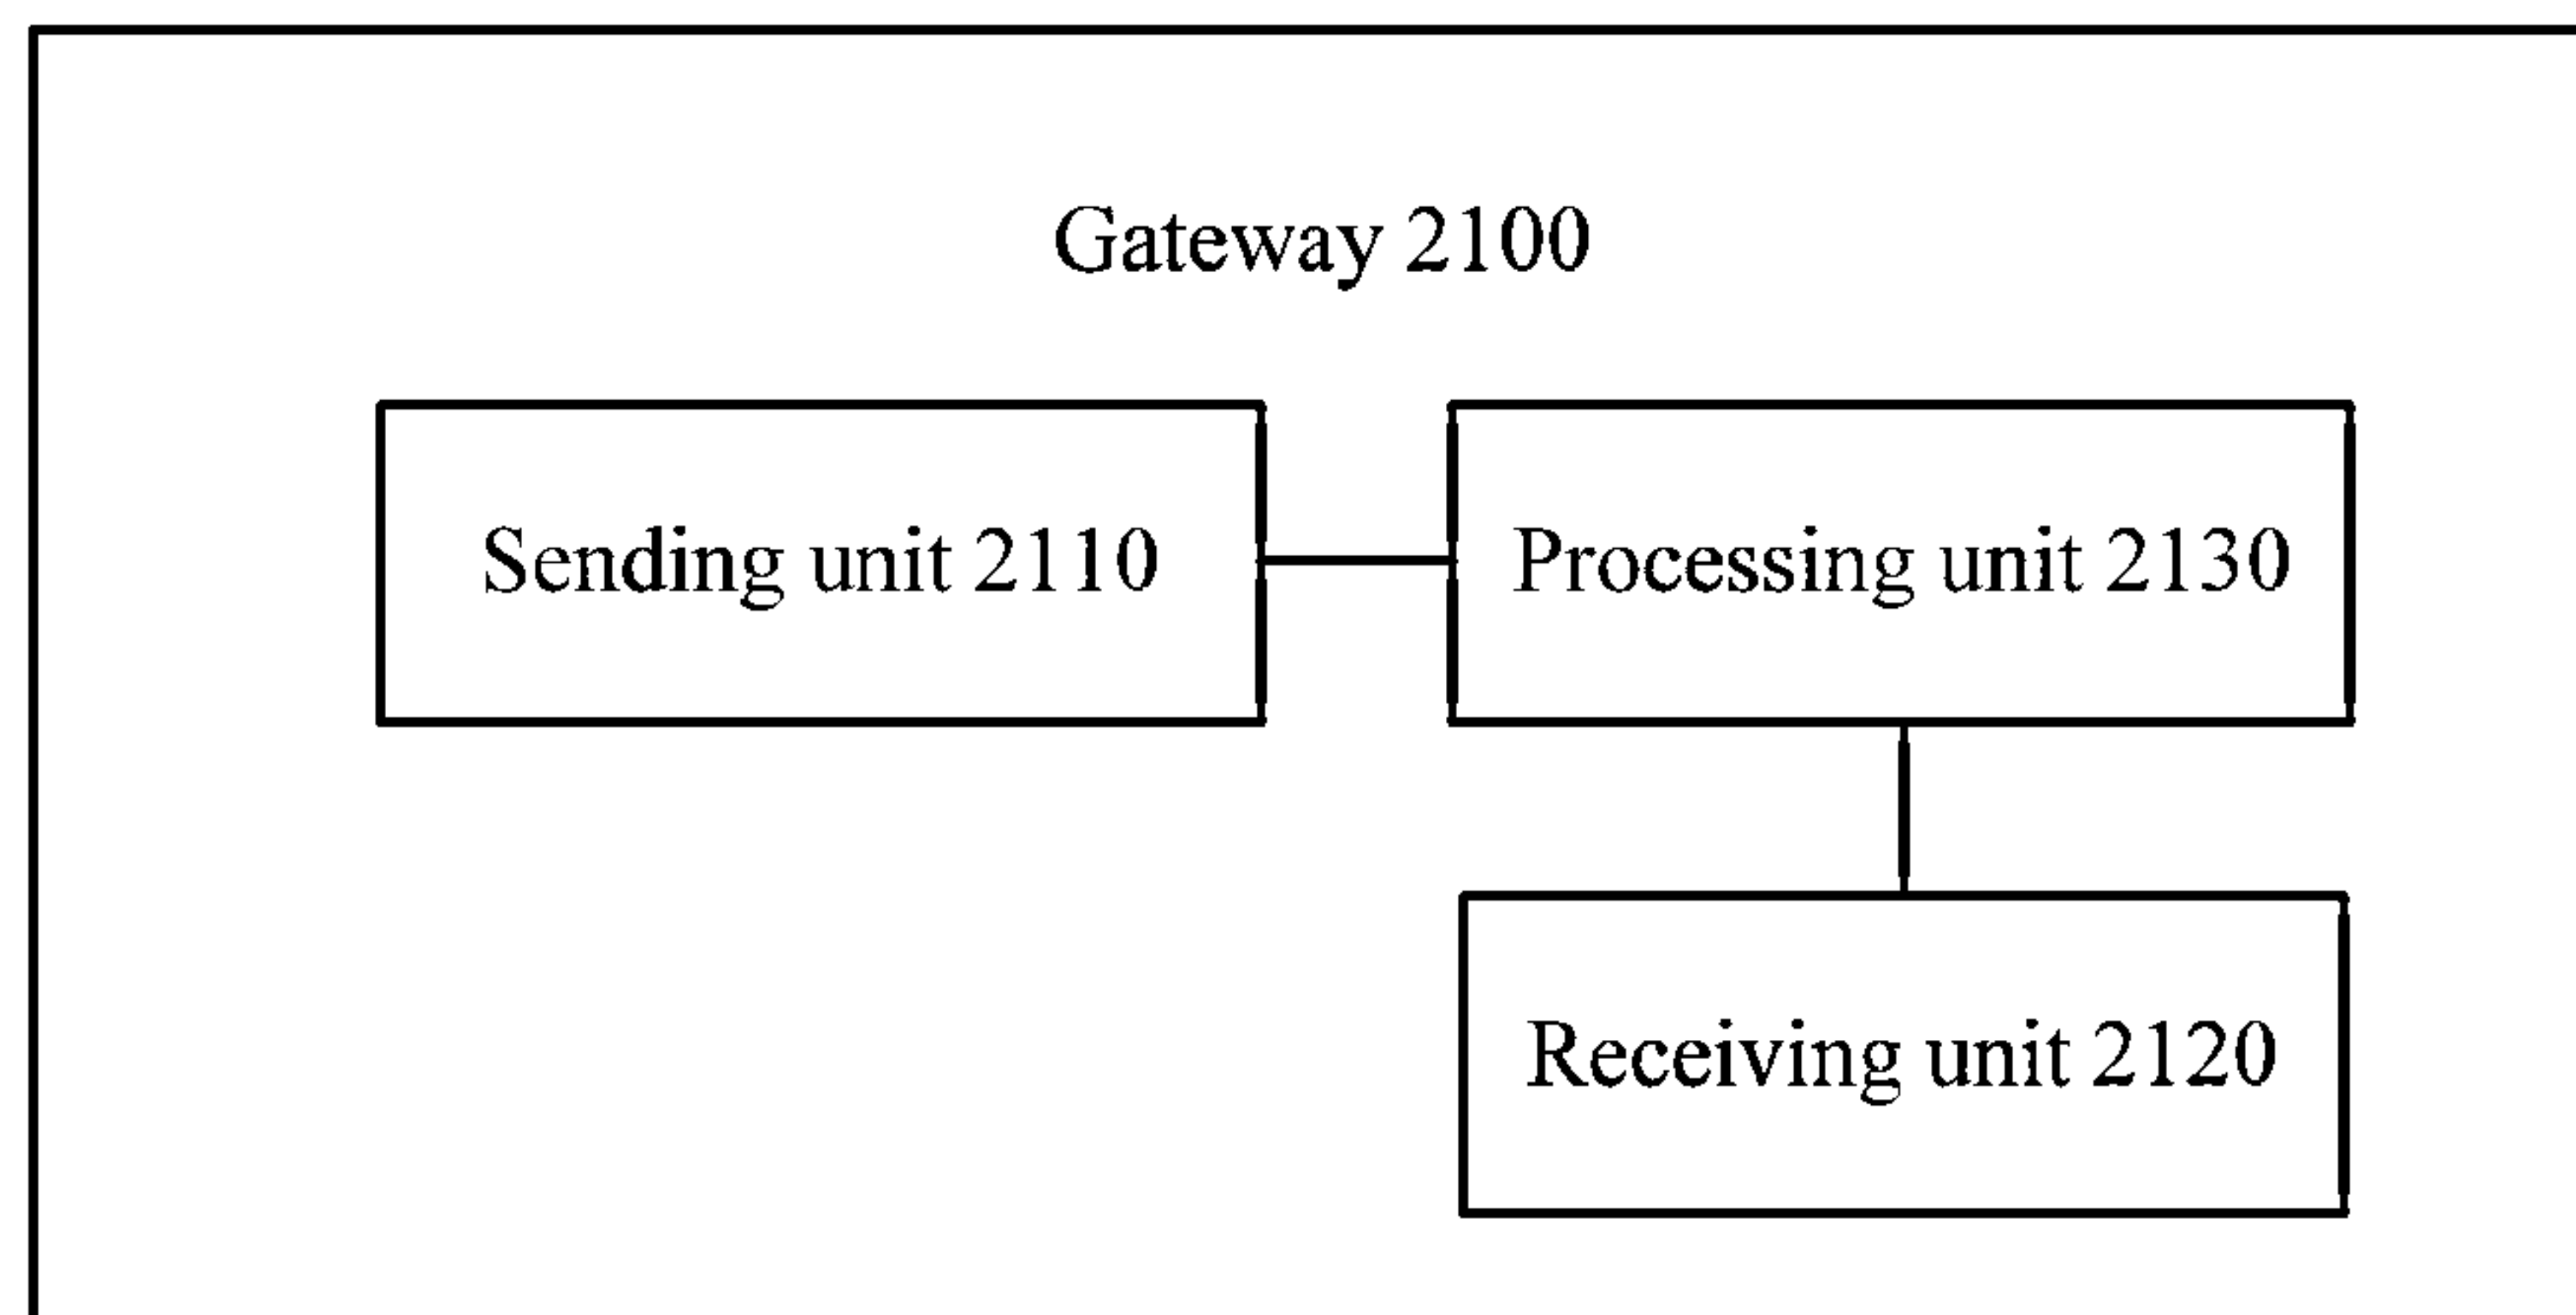 Gateway 2100
Sending unit 2110
Processing unit 2130
Receiving unit 2120